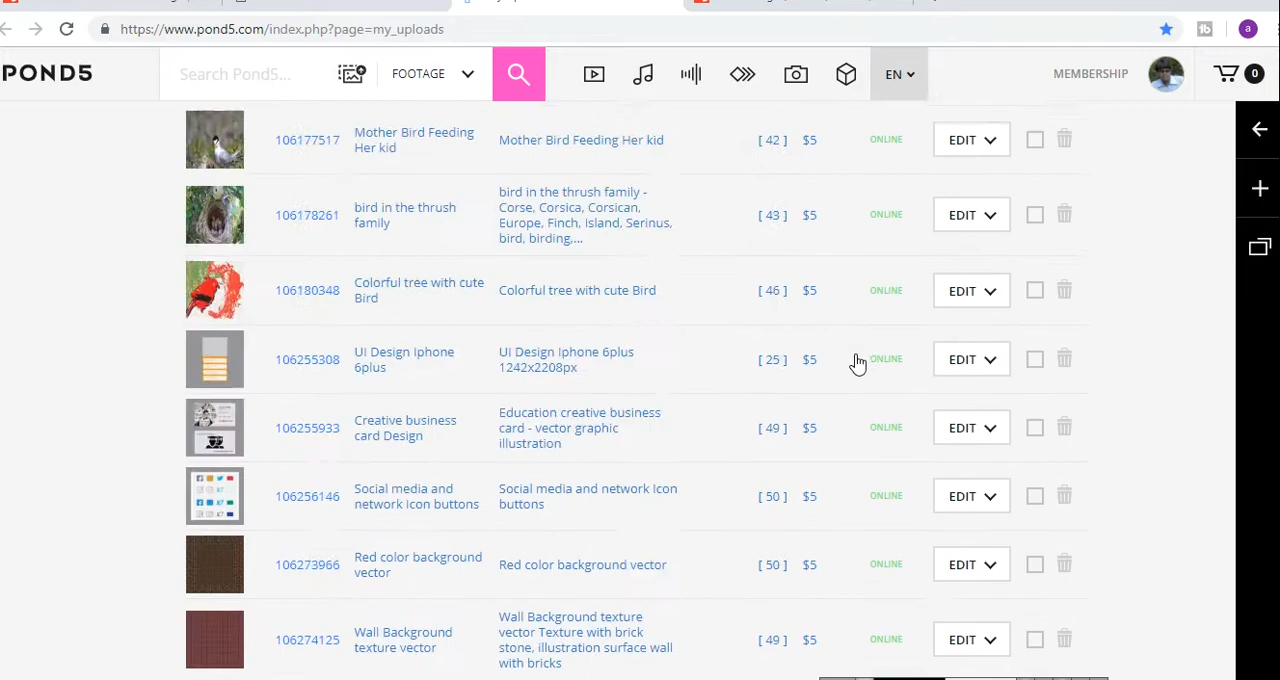 https://www.pond5.com/index.php?page=my_uploads
a
POND5
Search Pond5...
FOOTAGE
EN
MEMBERSHIP
0
106177517
Mother Bird Feeding
Her kid
Mother Bird Feeding Her kid
[ 42 ]
$5
ONLINE
EDIT
106178261
bird in the thrush
family
bird in the thrush family -
Corse, Corsica, Corsican,
Europe, Finch, Island, Serinus,
bird, birding,...
[ 43 ]
$5
ONLINE
EDIT
106180348
Colorful tree with cute
Bird
Colorful tree with cute Bird
[ 46 ]
$5
ONLINE
EDIT
106255308
UI Design Iphone
6plus
UI Design Iphone 6plus
1242x2208px
[ 25 ]
$5
ONLINE
EDIT
106255933
Creative business
card Design
Education creative business
card - vector graphic
illustration
[ 49 ]
$5
ONLINE
EDIT
106256146
Social media and
network Icon buttons
Social media and network Icon
buttons
[ 50 ]
$5
ONLINE
EDIT
106273966
Red color background
vector
Red color background vector
[ 50 ]
$5
ONLINE
EDIT
106274125
Wall Background
texture vector
Wall Background texture
vector Texture with brick
stone, illustration surface wall
with bricks
[ 49 ]
$5
ONLINE
EDIT